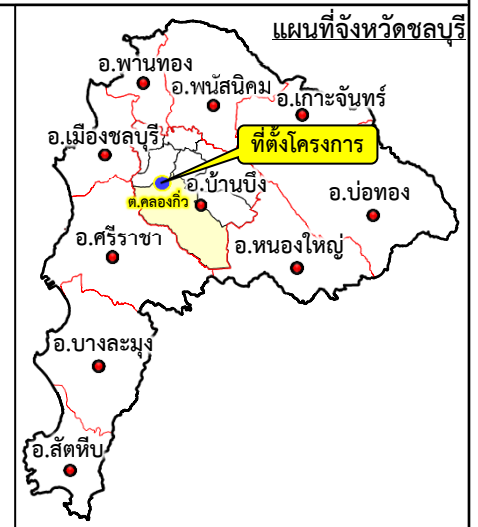 แผนที่จังหวัดชลบุรี
อ.พานทอง
อ.พนัสนิคม
อ.เกาะจันทร์
อ.เมืองชลบุรี
ที่ตั้งโครงการ
อ.บ้านบึง
อ.บ่อทอง
ต.คลองกิ่ว
อ.ศรีราชา
อ.หนองใหญ่
อ.บางละมุง
อ.สัตหีบ